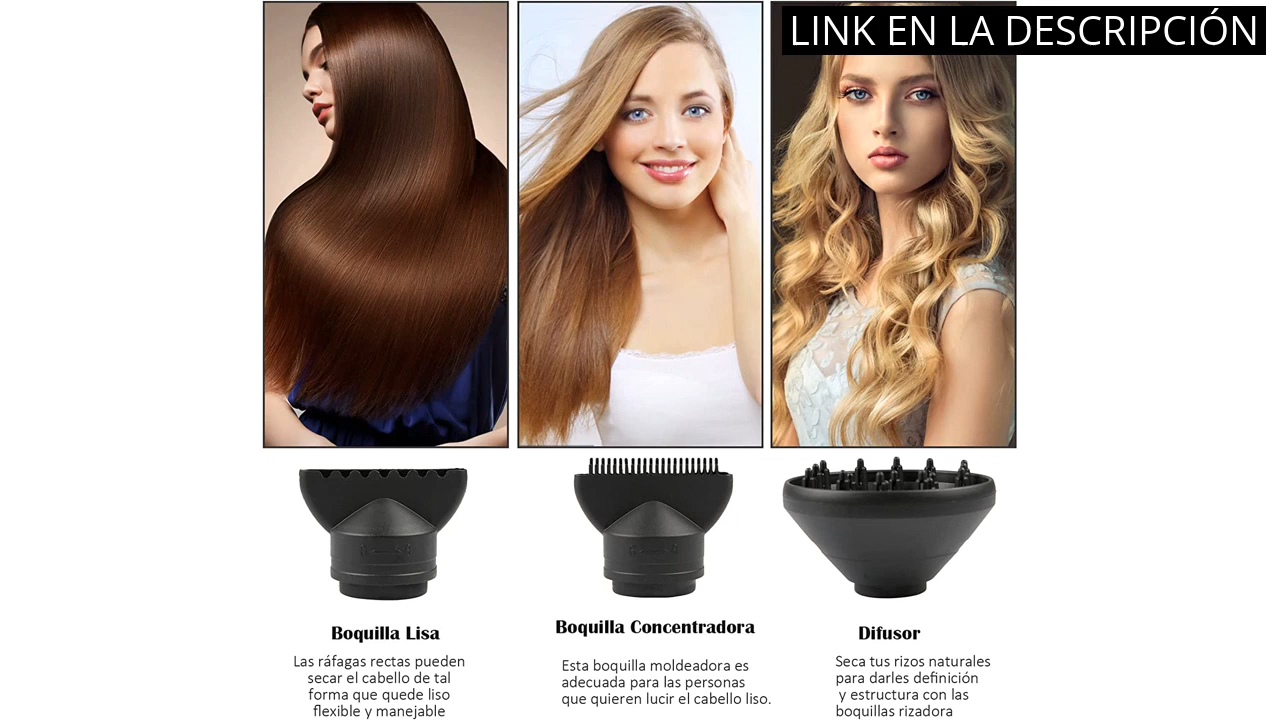 LINK EN LA DESCRIPCIÓN
Boquilla Lisa
Las ráfagas rectas pueden
secar el cabello de tal
forma que quede liso
flexible y manejable
Boquilla Concentradora
Esta boquilla moldeadora es
adecuada para las personas
que quieren lucir el cabello liso.
Difusor
Seca tus rizos naturales
para darles definición
y estructura con las
boquillas rizadora